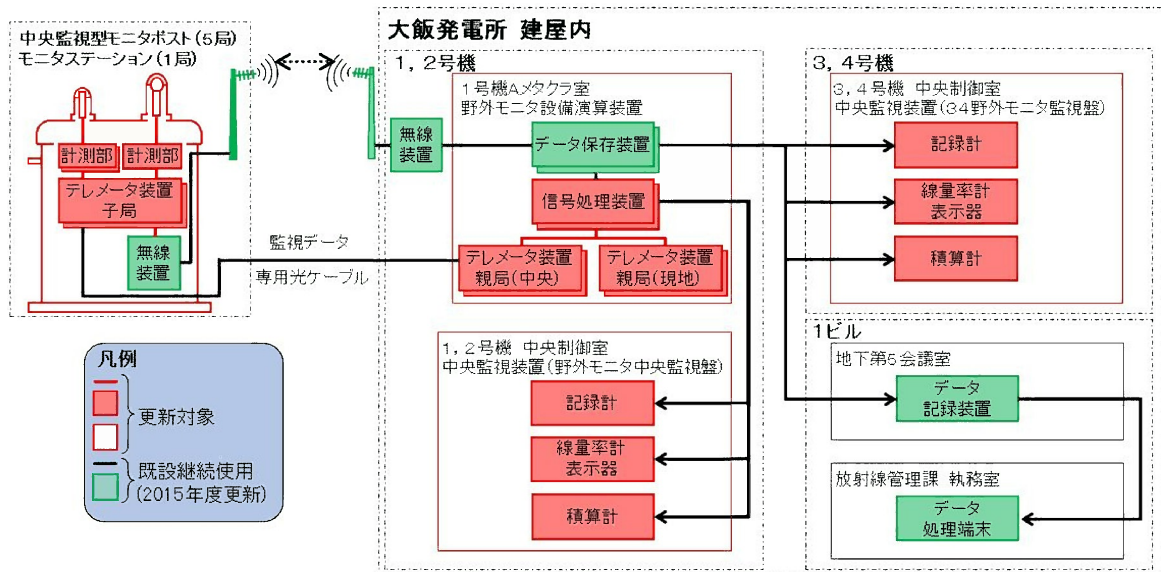 中央監視型モニタポスト(5局)
モニタステーション(1局)
計測部
計測部
テレメータ装置
子局
無線
装置
監視データ
専用光ケーブル
凡例
更新対象
既設継続使用
(2015年度更新)
大飯発電所 建屋内
1,2号機
無線
装置
1号機Aメタクラ室
野外モニタ設備演算装置
データ保存装置
信号処理装置
テレメータ装置
親局(中央)
テレメータ装置
親局(現地)
1,2号機 中央制御室
中央監視装置(野外モニタ中央監視盤)
記録計
線量率計
表示器
積算計
3,4号機
3,4号機 中央制御室
中央監視装置(34野外モニタ監視盤)
記録計
線量率計
表示器
積算計
1ビル
地下第5会議室
データ
記録装置
放射線管理課 執務室
データ
処理端末